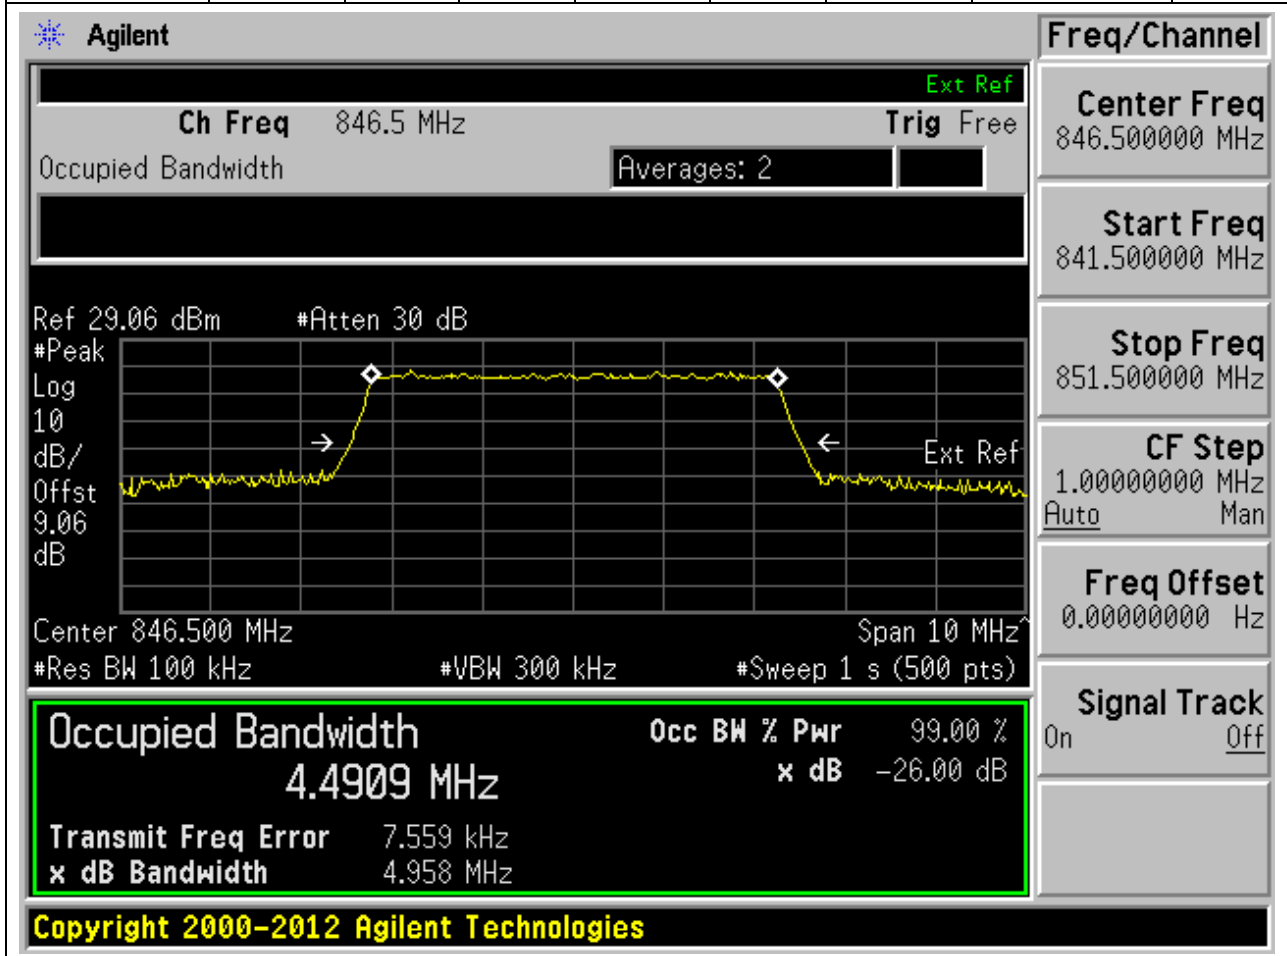 Agilent
Ext Ref
Ch Freq 846.5 MHz Trig Free
Occupied Bandwidth Averages: 2
Ref 29.06 dBm #Atten 30 dB
#Peak
Log
10
dB/
Offst
9.06
dB
Ext Ref
Center 846.500 MHz Span 10 MHz^
#Res BW 100 kHz #VBW 300 kHz #Sweep 1 s (500 pts)
Occupied Bandwidth Occ BW % Pwr 99.00 %
4.4909 MHz x dB -26.00 dB
Transmit Freq Error 7.559 kHz
x dB Bandwidth 4.958 MHz
Copyright 2000-2012 Agilent Technologies
Freq/Channel
Center Freq
846.500000 MHz
Start Freq
841.500000 MHz
Stop Freq
851.500000 MHz
CF Step
1.00000000 MHz
Auto Man
Freq Offset
0.00000000 Hz
Signal Track
On Off